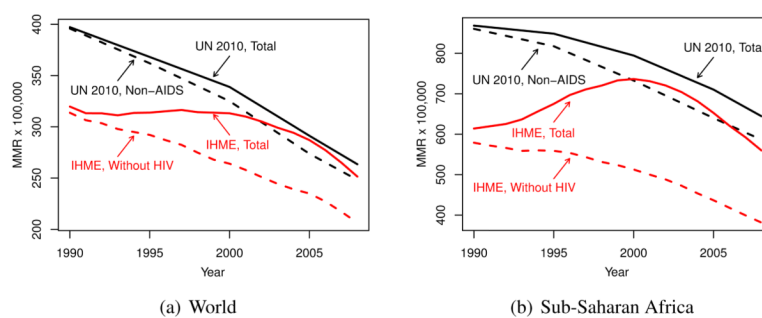 400
350
300
250
200
MMR x 100,000
UN 2010, Total
UN 2010, Non−AIDS
IHME, Total
IHME, Without HIV
1990
1995
2000
2005
Year
(a) World
800
700
600
500
400
MMR x 100,000
UN 2010, Tota
UN 2010, Non−AIDS
IHME, Total
IHME, Without HIV
1990
1995
2000
2005
Year
(b) Sub-Saharan Africa